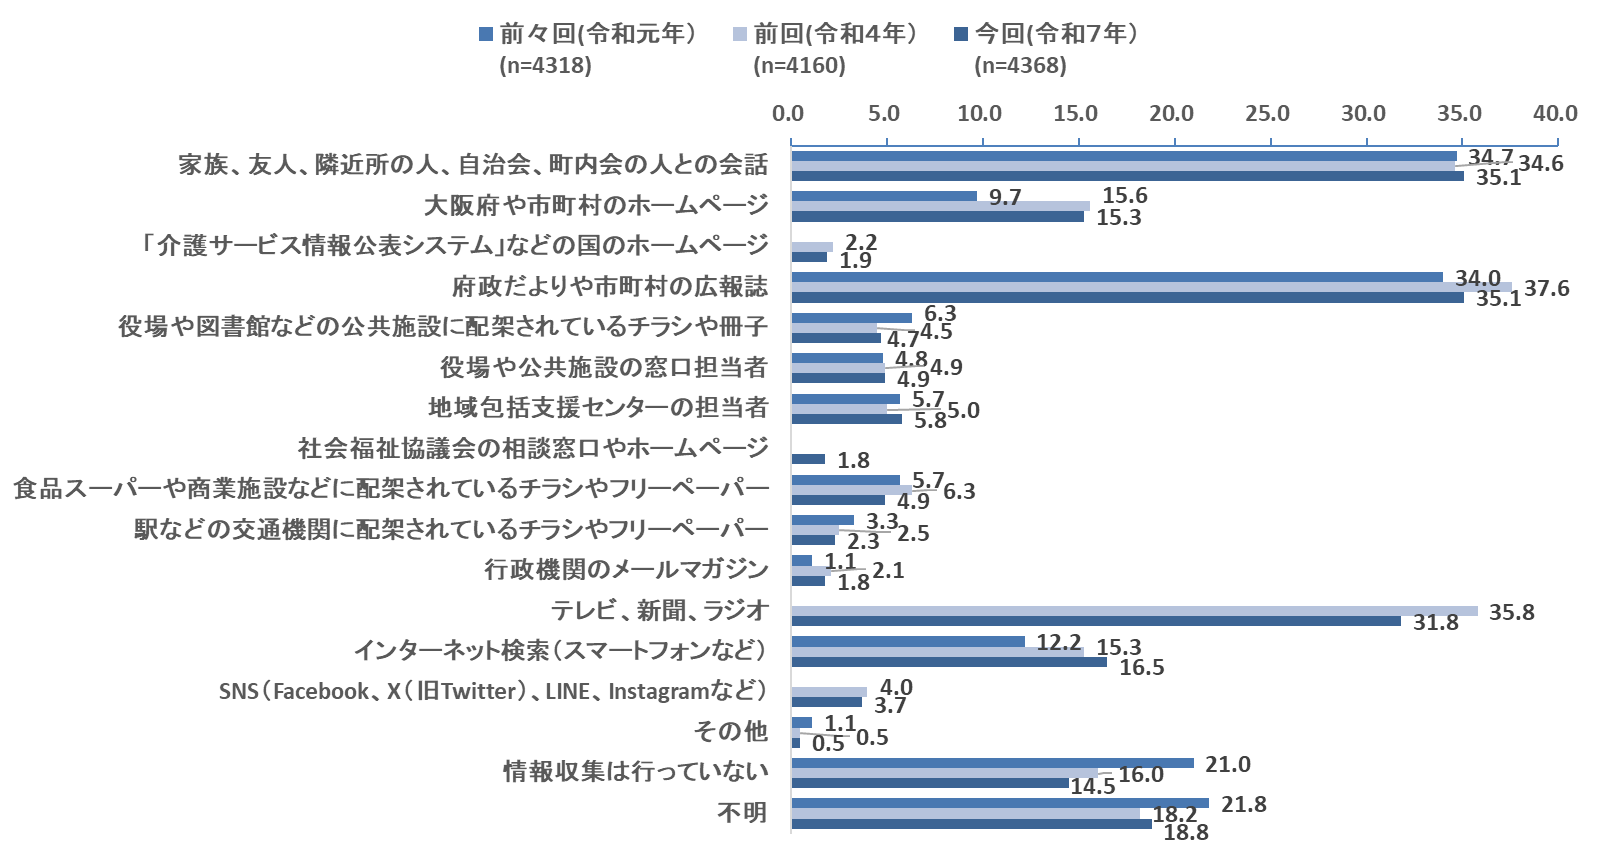 前々回(令和元年） 前回(令和４年） 今回(令和７年）
(n=4318) (n=4160) (n=4368)
0.0 5.0 10.0 15.0 20.0 25.0 30.0 35.0 40.0
家族、友人、隣近所の人、自治会、町内会の人との会話 34.7 34.6 35.1
大阪府や市町村のホームページ 9.7 15.6 15.3
「介護サービス情報公表システム」などの国のホームページ 2.2 1.9
府政だよりや市町村の広報誌 34.0 37.6 35.1
役場や図書館などの公共施設に配架されているチラシや冊子 6.3 4.5 4.7
役場や公共施設の窓口担当者 4.8 4.9 4.9
地域包括支援センターの担当者 5.7 5.0 5.8
社会福祉協議会の相談窓口やホームページ 1.8
食品スーパーや商業施設などに配架されているチラシやフリーペーパー 5.7 6.3 4.9
駅などの交通機関に配架されているチラシやフリーペーパー 3.3 2.5 2.3
行政機関のメールマガジン 1.1 2.1 1.8
テレビ、新聞、ラジオ 35.8 31.8
インターネット検索（スマートフォンなど） 12.2 15.3 16.5
SNS（Facebook、X（旧Twitter）、LINE、Instagramなど） 4.0 3.7
その他 1.1 0.5 0.5
情報収集は行っていない 21.0 16.0 14.5
不明 21.8 18.2 18.8